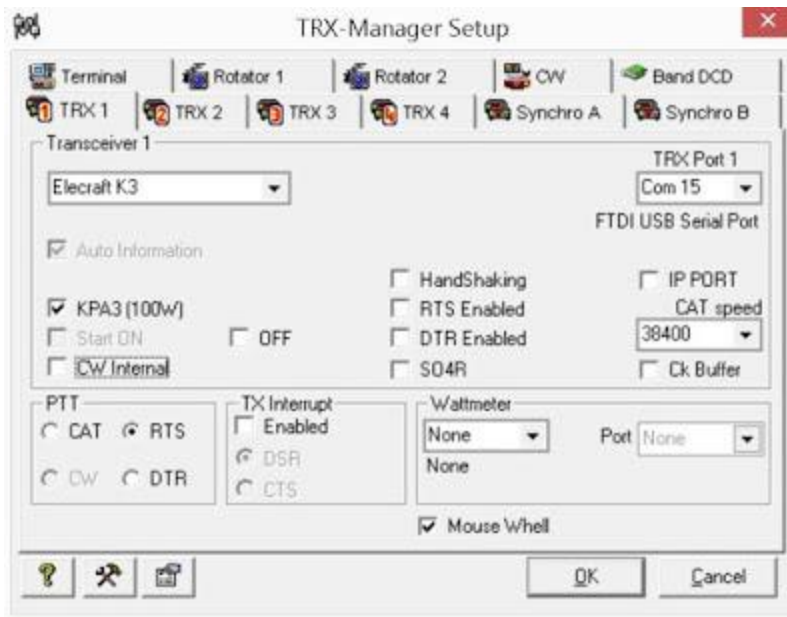 TRX-Manager Setup
Terminal Rotator 1 Rotator 2 CW Band DCD
TRX 1 TRX 2 TRX 3 TRX 4 Synchro A Synchro B
Transceiver 1
TRX Port 1
Elecraft K3
Com 15
FTDI USB Serial Port
Auto Information
HandShaking
IP PORT
KPA3 (100w)
RTS Enabled
CAT speed
Start ON
OFF
DTR Enabled
38400
CW Internal
SO4R
Ck Buffer
PTT
TX Interrupt
Wattmeter
CAT RTS
Enabled
None
Port None
DSR
None
CW DTR
CTS
Mouse Whell
OK
Cancel